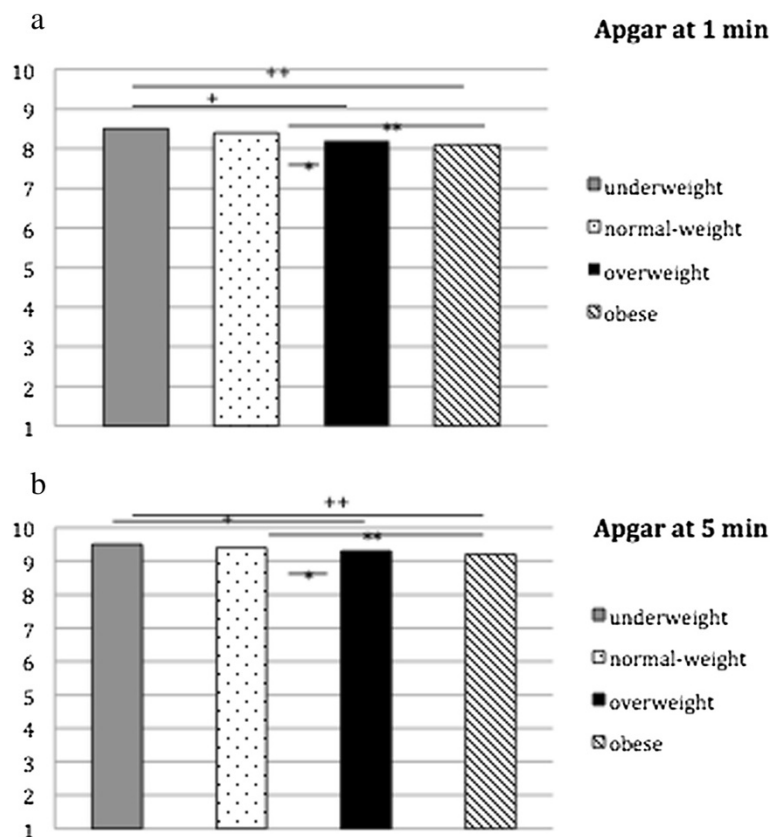 a
Apgar at 1 min
10
++
9
+
**
8
*
7
underweight
6
normal-weight
5
overweight
4
obese
3
2
1
b
++
10
+
Apgar at 5 min
**
9
*
8
7
underweight
6
normal-weight
5
overweight
4
obese
3
2
1